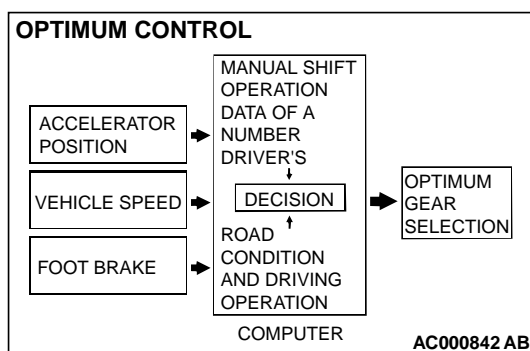 OPTIMUM CONTROL
ACCELERATOR
POSITION
VEHICLE SPEED
FOOT BRAKE
MANUAL SHIFT
OPERATION
DATA OF A
NUMBER
DRIVER'S
DECISION
ROAD
CONDITION
AND DRIVING
OPERATION
COMPUTER
OPTIMUM
GEAR
SELECTION
AC000842 AB